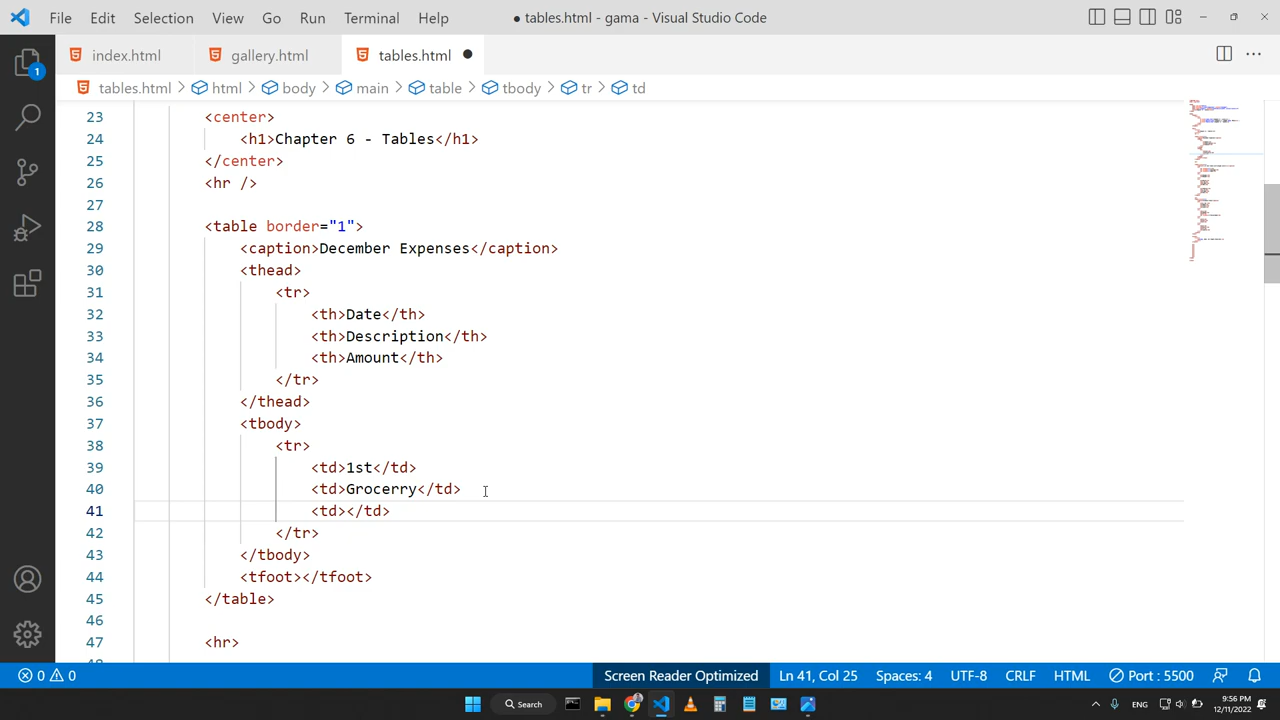 File Edit Selection View Go Run Terminal Help
● tables.html - gama - Visual Studio Code
index.html gallery.html tables.html ●
tables.html > html > body > main > table > tbody > tr > td
23 <center>
24 <h1>Chapter 6 - Tables</h1>
25 </center>
26 <hr />
27
28 <table border="1">
29 <caption>December Expenses</caption>
30 <thead>
31 <tr>
32 <th>Date</th>
33 <th>Description</th>
34 <th>Amount</th>
35 </tr>
36 </thead>
37 <tbody>
38 <tr>
39 <td>1st</td>
40 <td>Grocerry</td>
41 <td></td>
42 </tr>
43 </tbody>
44 <tfoot></tfoot>
45 </table>
46
47 <hr>
1
0 0 Screen Reader Optimized Ln 41, Col 25 Spaces: 4 UTF-8 CRLF HTML Port : 5500
Search ENG 9:56 PM
12/11/2022